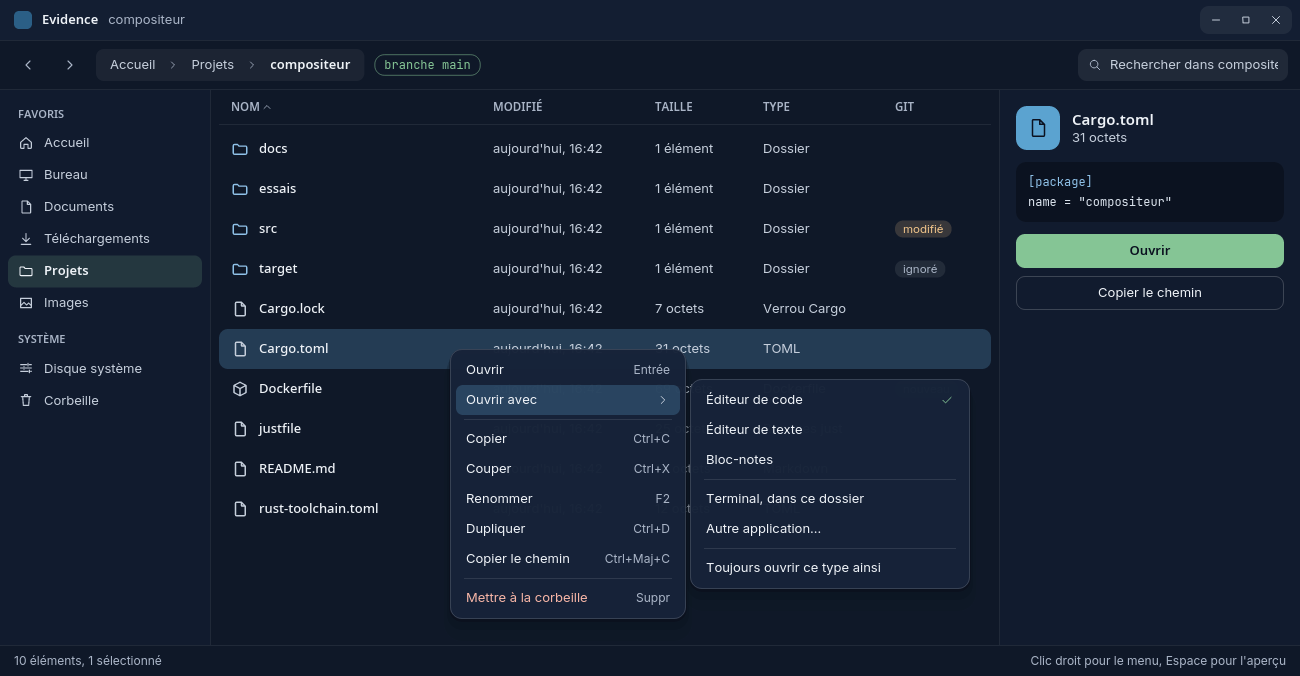 Evidence compositeur
Accueil Projets compositeur branche main Rechercher dans composite
FAVORIS
Accueil
Bureau
Documents
Téléchargements
Projets
Images
SYSTÈME
Disque système
Corbeille
NOM MODIFIÉ TAILLE TYPE GIT
docs aujourd'hui, 16:42 1 élément Dossier
essais aujourd'hui, 16:42 1 élément Dossier
src aujourd'hui, 16:42 1 élément Dossier modifié
target aujourd'hui, 16:42 1 élément Dossier ignoré
Cargo.lock aujourd'hui, 16:42 7 octets Verrou Cargo
Cargo.toml aujourd'hui, 16:42 31 octets TOML
Dockerfile
justfile
README.md
rust-toolchain.toml
Ouvrir Entrée
Ouvrir avec
Copier Ctrl+C
Couper Ctrl+X
Renommer F2
Dupliquer Ctrl+D
Copier le chemin Ctrl+Maj+C
Mettre à la corbeille Suppr
Éditeur de code
Éditeur de texte
Bloc-notes
Terminal, dans ce dossier
Autre application...
Toujours ouvrir ce type ainsi
Cargo.toml
31 octets
[package]
name = "compositeur"
Ouvrir
Copier le chemin
10 éléments, 1 sélectionné
Clic droit pour le menu, Espace pour l'aperçu